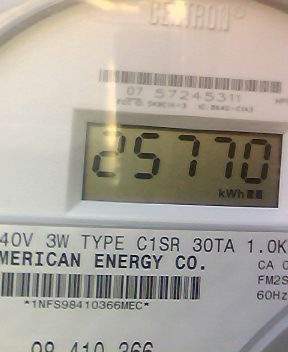 CENTRON®
07 57245311
25770
kWh
40V 3W TYPE C1SR 30TA 1.0K
MERICAN ENERGY CO.
CA
FM2S
60Hz
*1NFS98410366MEC*
98 410 366